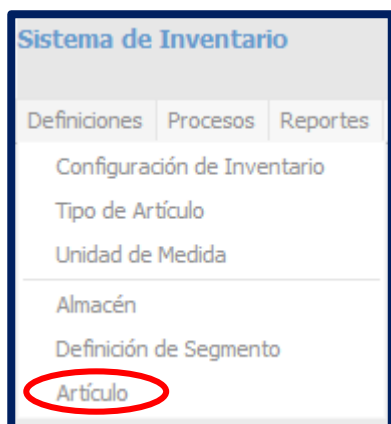 Sistema de Inventario
Definiciones Procesos Reportes
Configuración de Inventario
Tipo de Artículo
Unidad de Medida
Almacén
Definición de Segmento
Artículo